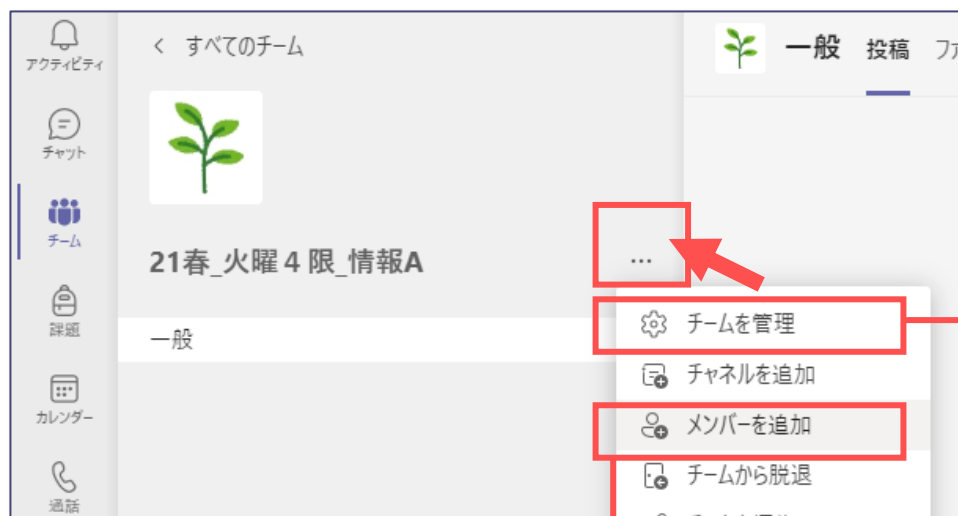 アクティビティ
チャット
チーム
課題
カレンダー
通話
< すべてのチーム
21春_火曜４限_情報A
...
一般
一般 投稿
チームを管理
チャネルを追加
メンバーを追加
チームから脱退